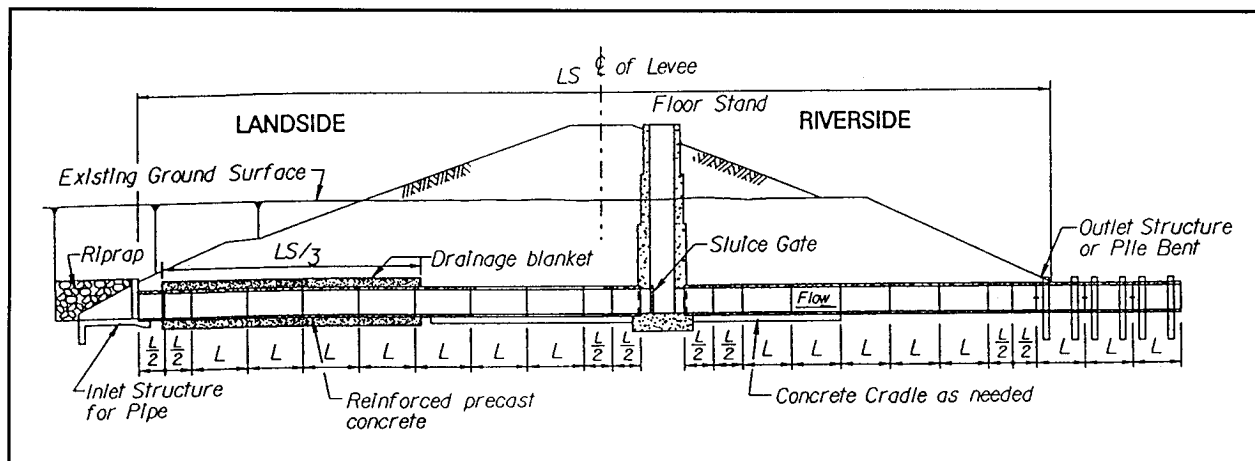 LS ℄ of Levee
Floor Stand
LANDSIDE
RIVERSIDE
Existing Ground Surface
Riprap
LS/3
Drainage blanket
Sluice Gate
Outlet Structure
or Pile Bent
Flow
L/2 L/2 L L L L L L L L/2 L/2 L/2 L/2 L L L L L L/2 L/2 L L L
Inlet Structure
for Pipe
Reinforced precast
concrete
Concrete Cradle as needed